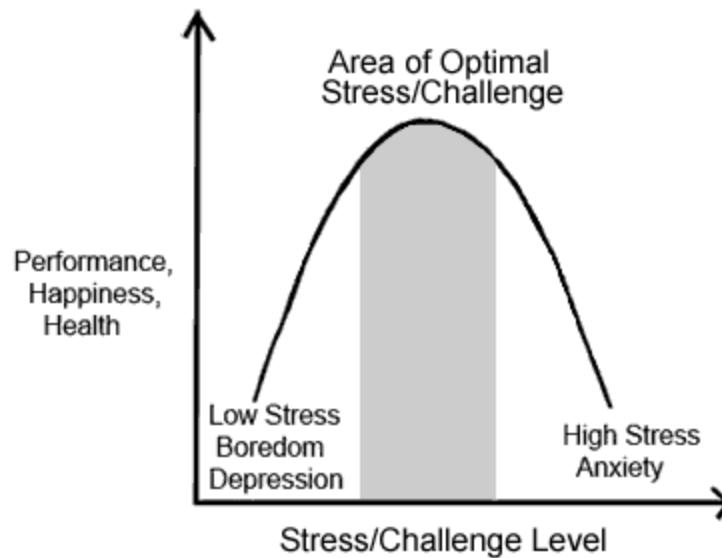 Area of Optimal
Stress/Challenge
Performance,
Happiness,
Health
Low Stress
Boredom
Depression
High Stress
Anxiety
Stress/Challenge Level